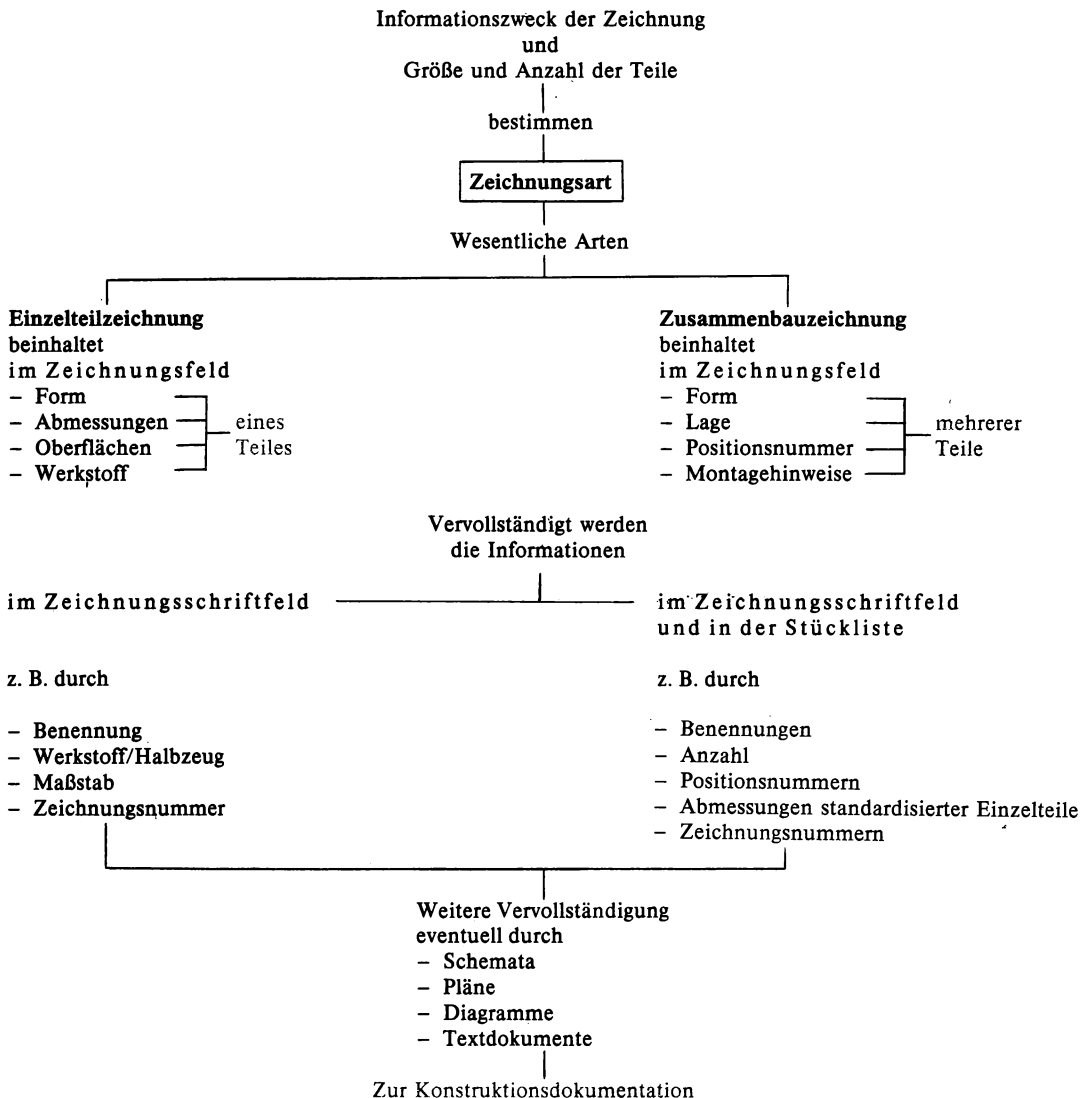 Informationszweck der Zeichnung
und
Größe und Anzahl der Teile
bestimmen
Zeichnungsart
Wesentliche Arten
Einzelteilzeichnung
beinhaltet
im Zeichnungsfeld
– Form
– Abmessungen
– Oberflächen
– Werkstoff
eines
Teiles
Zusammenbauzeichnung
beinhaltet
im Zeichnungsfeld
– Form
– Lage
– Positionsnummer
– Montagehinweise
mehrerer
Teile
Vervollständigt werden
die Informationen
im Zeichnungsschriftfeld
z. B. durch
– Benennung
– Werkstoff/Halbzeug
– Maßstab
– Zeichnungsnummer
im Zeichnungsschriftfeld
und in der Stückliste
z. B. durch
– Benennungen
– Anzahl
– Positionsnummern
– Abmessungen standardisierter Einzelteile
– Zeichnungsnummern
Weitere Vervollständigung
eventuell durch
– Schemata
– Pläne
– Diagramme
– Textdokumente
Zur Konstruktionsdokumentation